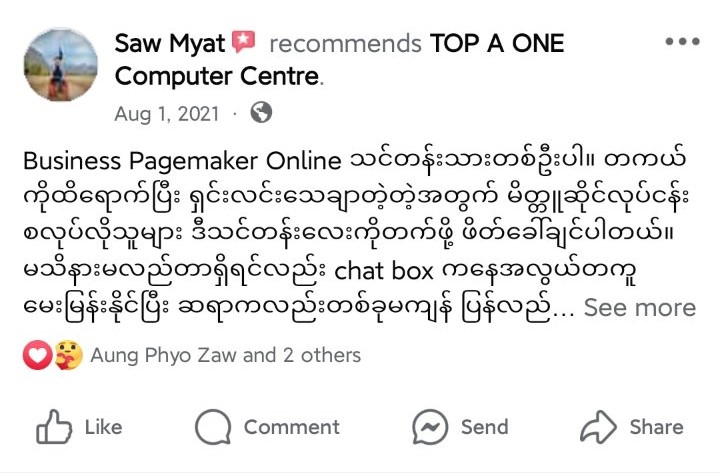 Saw Myat recommends TOP A ONE
Computer Centre.
Aug 1, 2021 ·
Business Pagemaker Online သင်တန်းသားတစ်ဦးပါ။ တကယ်
ကိုထိရောက်ပြီး ရှင်းလင်းသေချာတဲ့တဲ့အတွက် မိတ္တူဆိုင်လုပ်ငန်း
စလုပ်လိုသူများ ဒီသင်တန်းလေးကိုတက်ဖို့ ဖိတ်ခေါ်ချင်ပါတယ်။
မသိနားမလည်တာရှိရင်လည်း chat box ကနေအလွယ်တကူ
မေးမြန်းနိုင်ပြီး ဆရာကလည်းတစ်ခုမကျန် ပြန်လည်... See more
Aung Phyo Zaw and 2 others
Like Comment Send Share